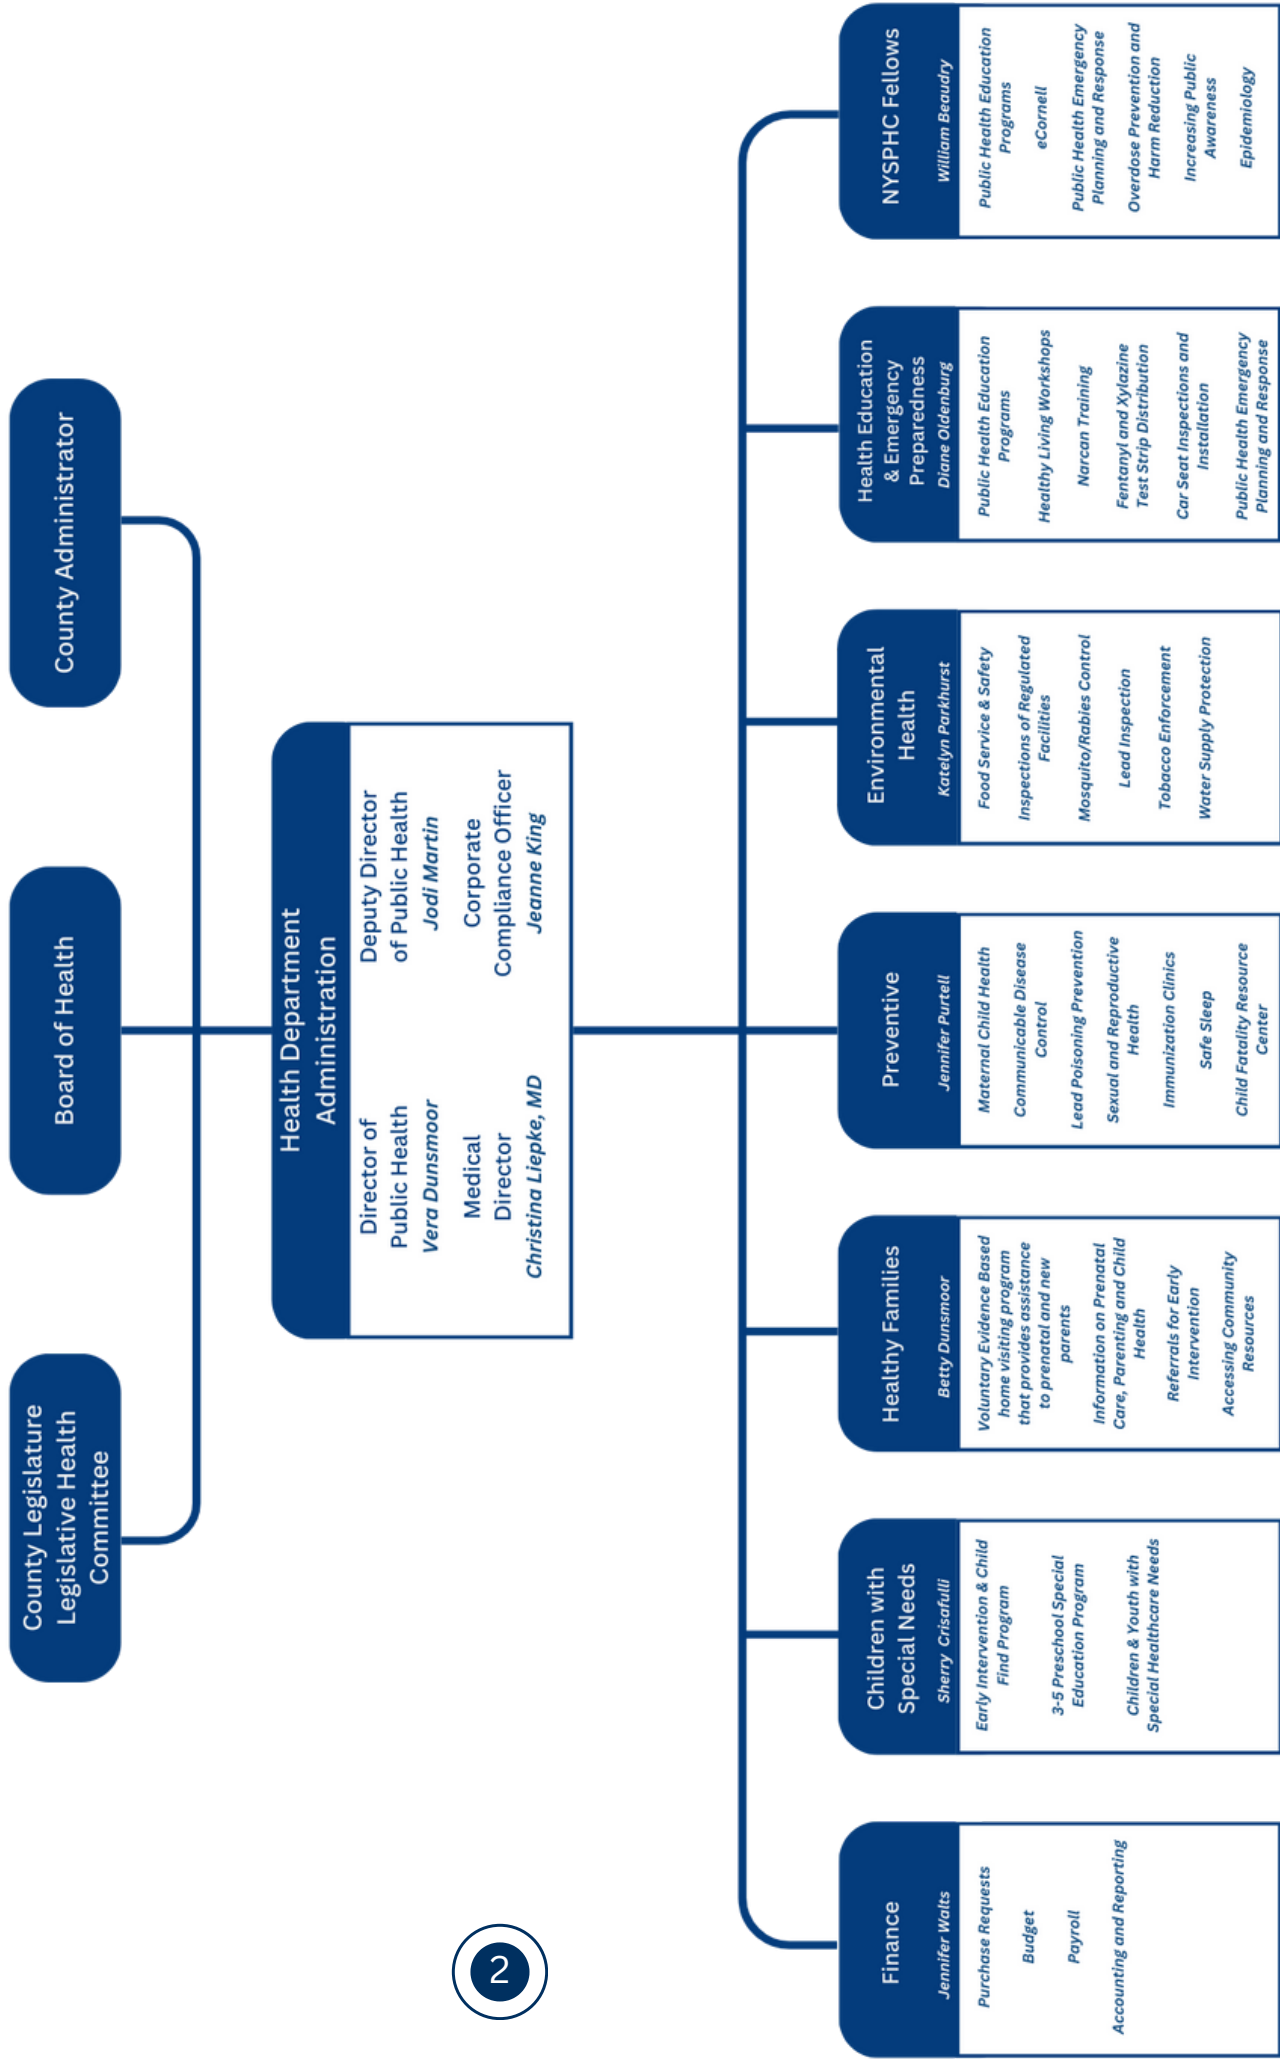 County Legislature
Legislative Health
Committee
Board of Health
County Administrator
Health Department
Administration
Director of
Public Health
Vera Dunsmoor
Medical
Director
Christina Liepke, MD
Deputy Director
of Public Health
Jodi Martin
Corporate
Compliance Officer
Jeanne King
Finance
Jennifer Walts
Purchase Requests
Budget
Payroll
Accounting and Reporting
Children with
Special Needs
Sherry Crisafulli
Early Intervention & Child
Find Program
3-5 Preschool Special
Education Program
Children & Youth with
Special Healthcare Needs
Healthy Families
Betty Dunsmoor
Voluntary Evidence Based
home visiting program
that provides assistance
to prenatal and new
parents
Information on Prenatal
Care, Parenting and Child
Health
Referrals for Early
Intervention
Accessing Community
Resources
Preventive
Jennifer Purtell
Maternal Child Health
Communicable Disease
Control
Lead Poisoning Prevention
Sexual and Reproductive
Health
Immunization Clinics
Safe Sleep
Child Fatality Resource
Center
Environmental
Health
Katelyn Parkhurst
Food Service & Safety
Inspections of Regulated
Facilities
Mosquito/Rabies Control
Lead Inspection
Tobacco Enforcement
Water Supply Protection
Health Education
& Emergency
Preparedness
Diane Oldenburg
Public Health Education
Programs
Healthy Living Workshops
Narcan Training
Fentanyl and Xylazine
Test Strip Distribution
Car Seat Inspections and
Installation
Public Health Emergency
Planning and Response
NYSPHC Fellows
William Beaudry
Public Health Education
Programs
eCornell
Public Health Emergency
Planning and Response
Overdose Prevention and
Harm Reduction
Increasing Public
Awareness
Epidemiology
2